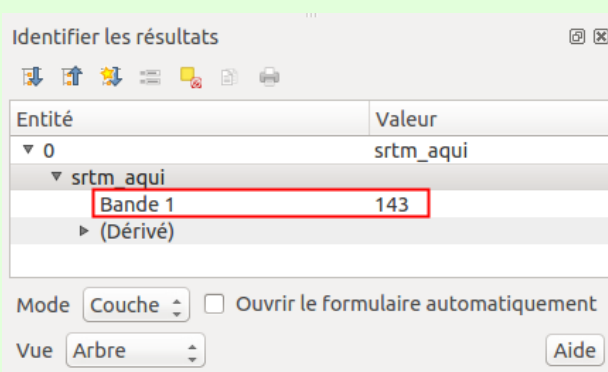 Identifier les résultats
Entité Valeur
0 srtm_aqui
srtm_aqui
Bande 1 143
(Dérivé)
Mode Couche Ouvrir le formulaire automatiquement
Vue Arbre Aide